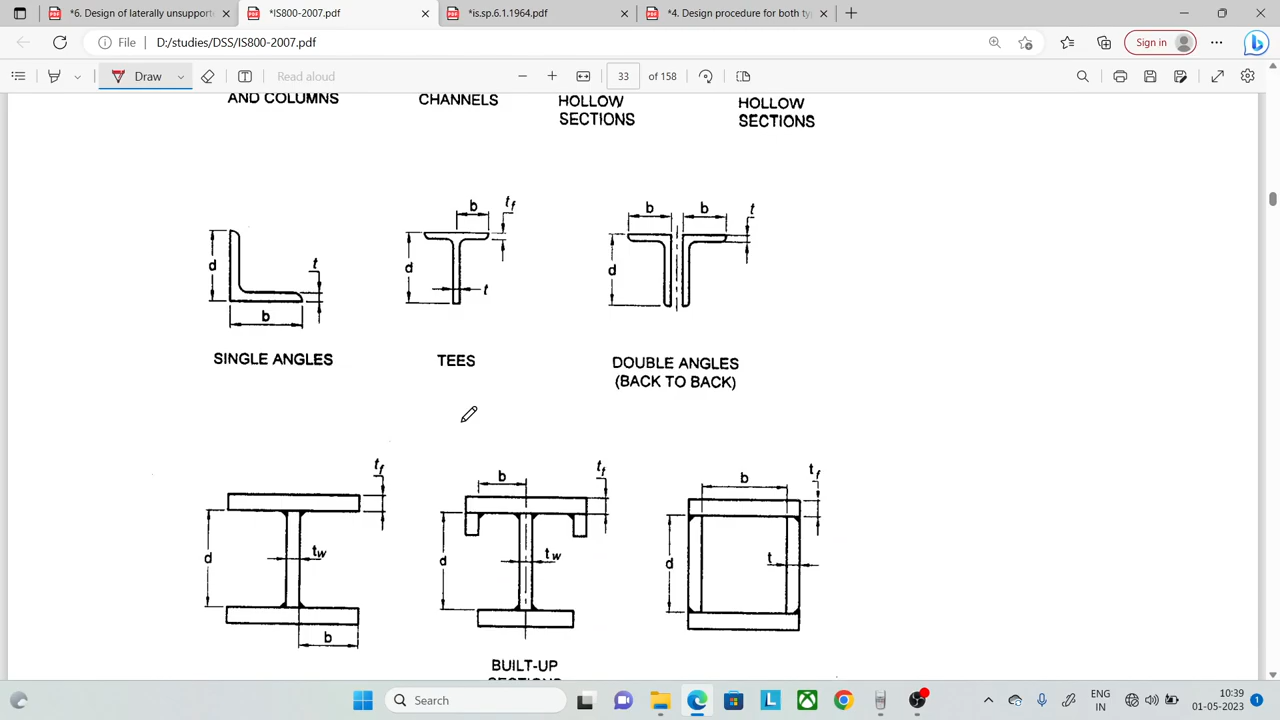 *6. Design of laterally unsupporte
*IS800-2007.pdf
*is.sp.6.1.1964.pdf
*4. Design procedure for both typ
File
D:/studies/DSS/IS800-2007.pdf
Sign in
Draw
Read aloud
33
of 158
AND COLUMNS
CHANNELS
HOLLOW
SECTIONS
HOLLOW
SECTIONS
d
t
b
b
tf
d
t
b
b
t
d
SINGLE ANGLES
TEES
DOUBLE ANGLES
(BACK TO BACK)
tf
d
tw
b
b
tf
d
tw
b
tf
d
t
BUILT-UP
Search
ENG
IN
10:39
01-05-2023
1